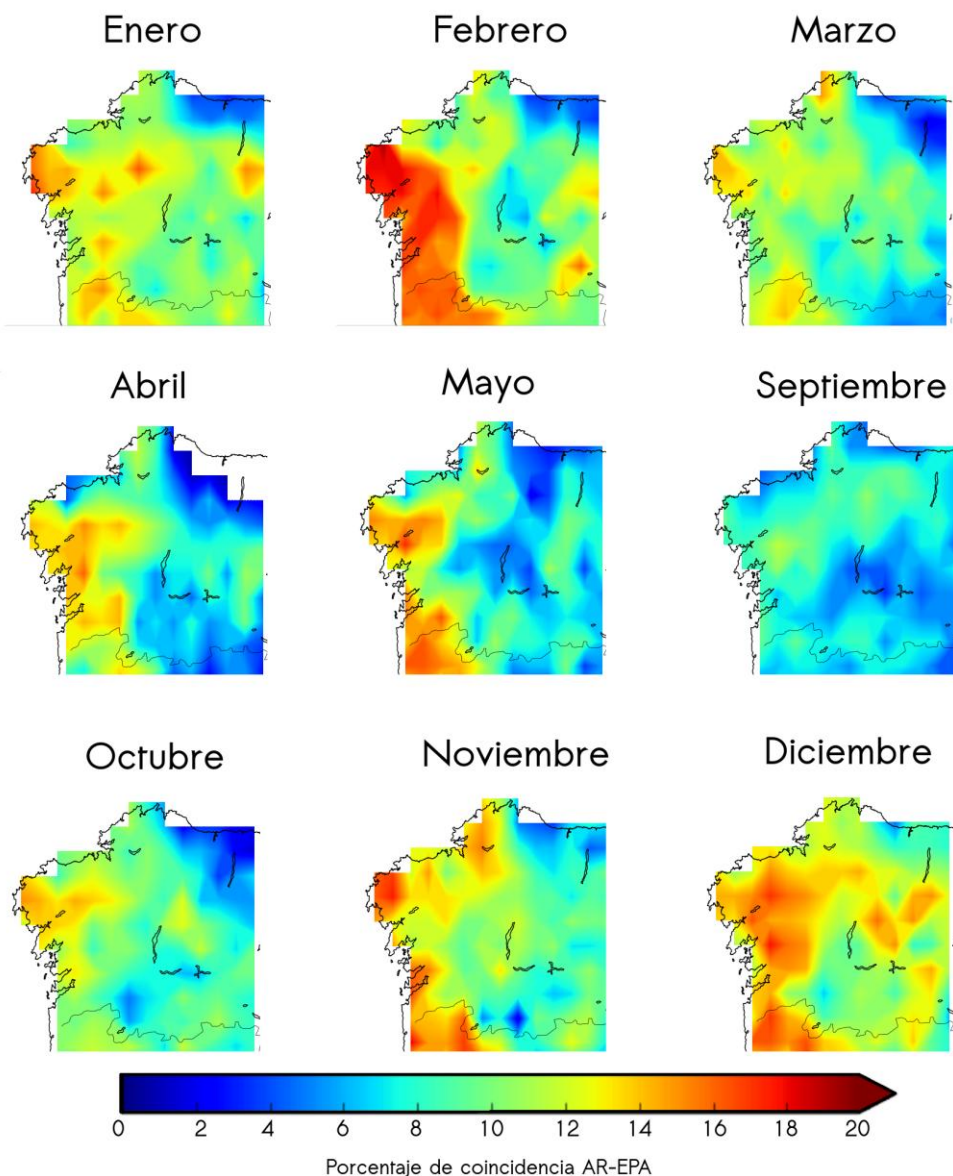 Enero Febrero Marzo
Abril Mayo Septiembre
Octubre Noviembre Diciembre
0 2 4 6 8 10 12 14 16 18 20
Porcentaje de coincidencia AR-EPA